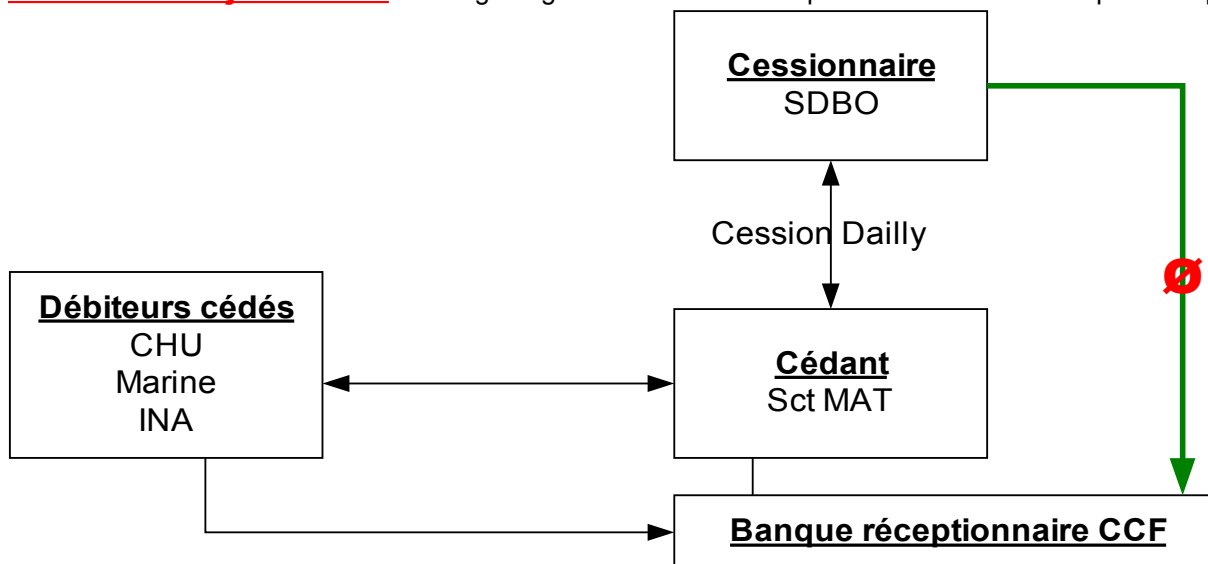 Cessionnaire
SDBO
Cession Dailly
Débiteurs cédés
CHU
Marine
INA
Cédant
Sct MAT
Ø
Banque réceptionnaire CCF